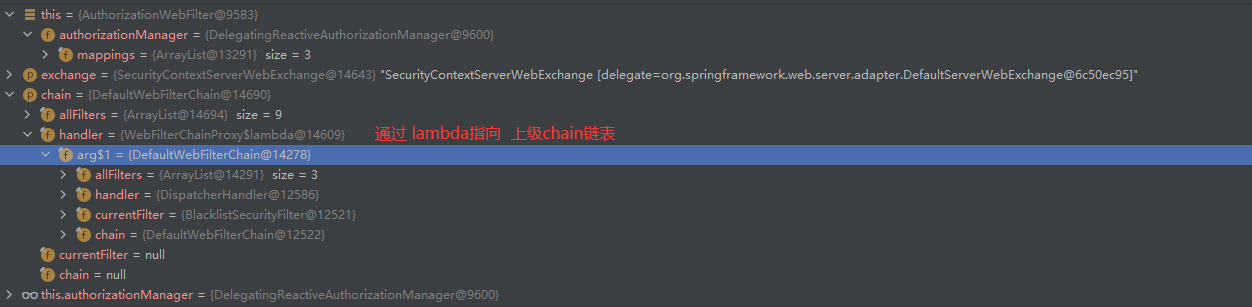 this = {AuthorizationWebFilter@9583}
authorizationManager = {DelegatingReactiveAuthorizationManager@9600}
mappings = {ArrayList@13291} size = 3
exchange = {SecurityContextServerWebExchange@14643} "SecurityContextServerWebExchange [delegate=org.springframework.web.server.adapter.DefaultServerWebExchange@6c50ec95]"
chain = {DefaultWebFilterChain@14690}
allFilters = {ArrayList@14694} size = 9
handler = {WebFilterChainProxy$lambda@14609} 通过 lambda指向 上级chain链表
arg$1 = {DefaultWebFilterChain@14278}
allFilters = {ArrayList@14291} size = 3
handler = {DispatcherHandler@12586}
currentFilter = {BlacklistSecurityFilter@12521}
chain = {DefaultWebFilterChain@12522}
currentFilter = null
chain = null
this.authorizationManager = {DelegatingReactiveAuthorizationManager@9600}